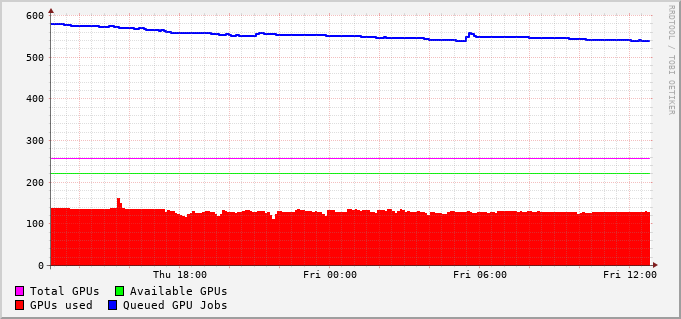 600
500
400
300
200
100
0
Thu 18:00 Fri 00:00 Fri 06:00 Fri 12:00
Total GPUs Available GPUs
GPUs used Queued GPU Jobs
RRDTOOL / TOBI OETIKER